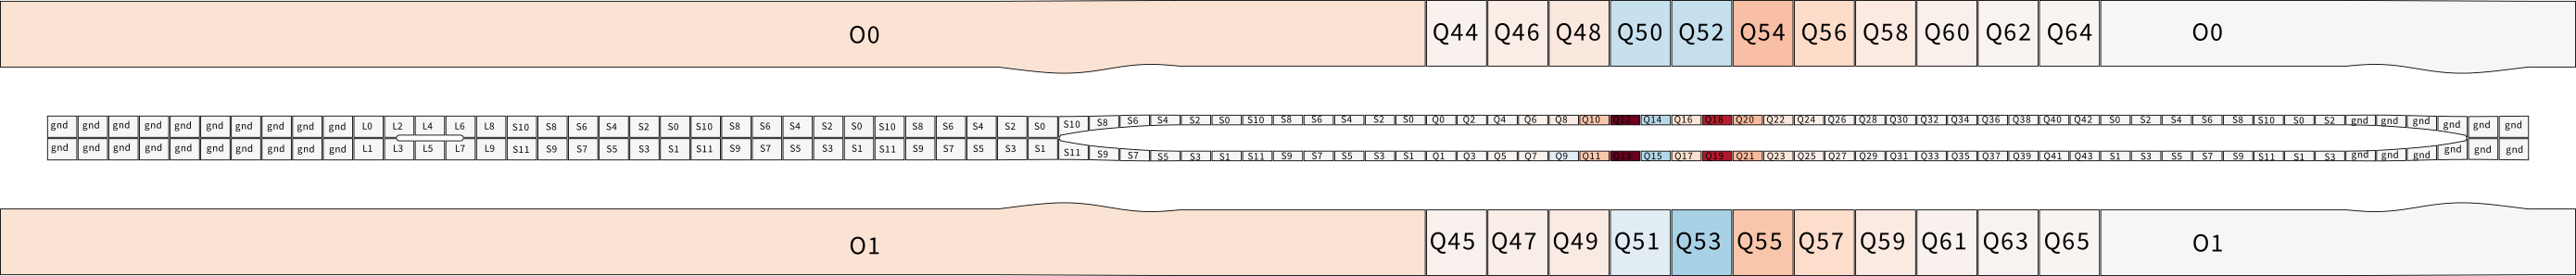 O0 Q44 Q46 Q48 Q50 Q52 Q54 Q56 Q58 Q60 Q62 Q64 O0
gnd gnd gnd gnd gnd gnd gnd gnd gnd gnd L0 L2 L4 L6 L8 S10 S8 S6 S4 S2 S0 S10 S8 S6 S4 S2 S0 S10 S8 S6 S4 S2 S0 S10 S8 S6 S4 S2 S0 S10 S8 S6 S4 S2 S0 Q0 Q2 Q4 Q6 Q8 Q10 Q12 Q14 Q16 Q18 Q20 Q22 Q24 Q26 Q28 Q30 Q32 Q34 Q36 Q38 Q40 Q42 S0 S2 S4 S6 S8 S10 S0 S2 gnd gnd gnd gnd gnd gnd
gnd gnd gnd gnd gnd gnd gnd gnd gnd gnd L1 L3 L5 L7 L9 S11 S9 S7 S5 S3 S1 S11 S9 S7 S5 S3 S1 S11 S9 S7 S5 S3 S1 S11 S9 S7 S5 S3 S1 S11 S9 S7 S5 S3 S1 Q1 Q3 Q5 Q7 Q9 Q11 Q13 Q15 Q17 Q19 Q21 Q23 Q25 Q27 Q29 Q31 Q33 Q35 Q37 Q39 Q41 Q43 S1 S3 S5 S7 S9 S11 S1 S3 gnd gnd gnd gnd gnd gnd
O1 Q45 Q47 Q49 Q51 Q53 Q55 Q57 Q59 Q61 Q63 Q65 O1